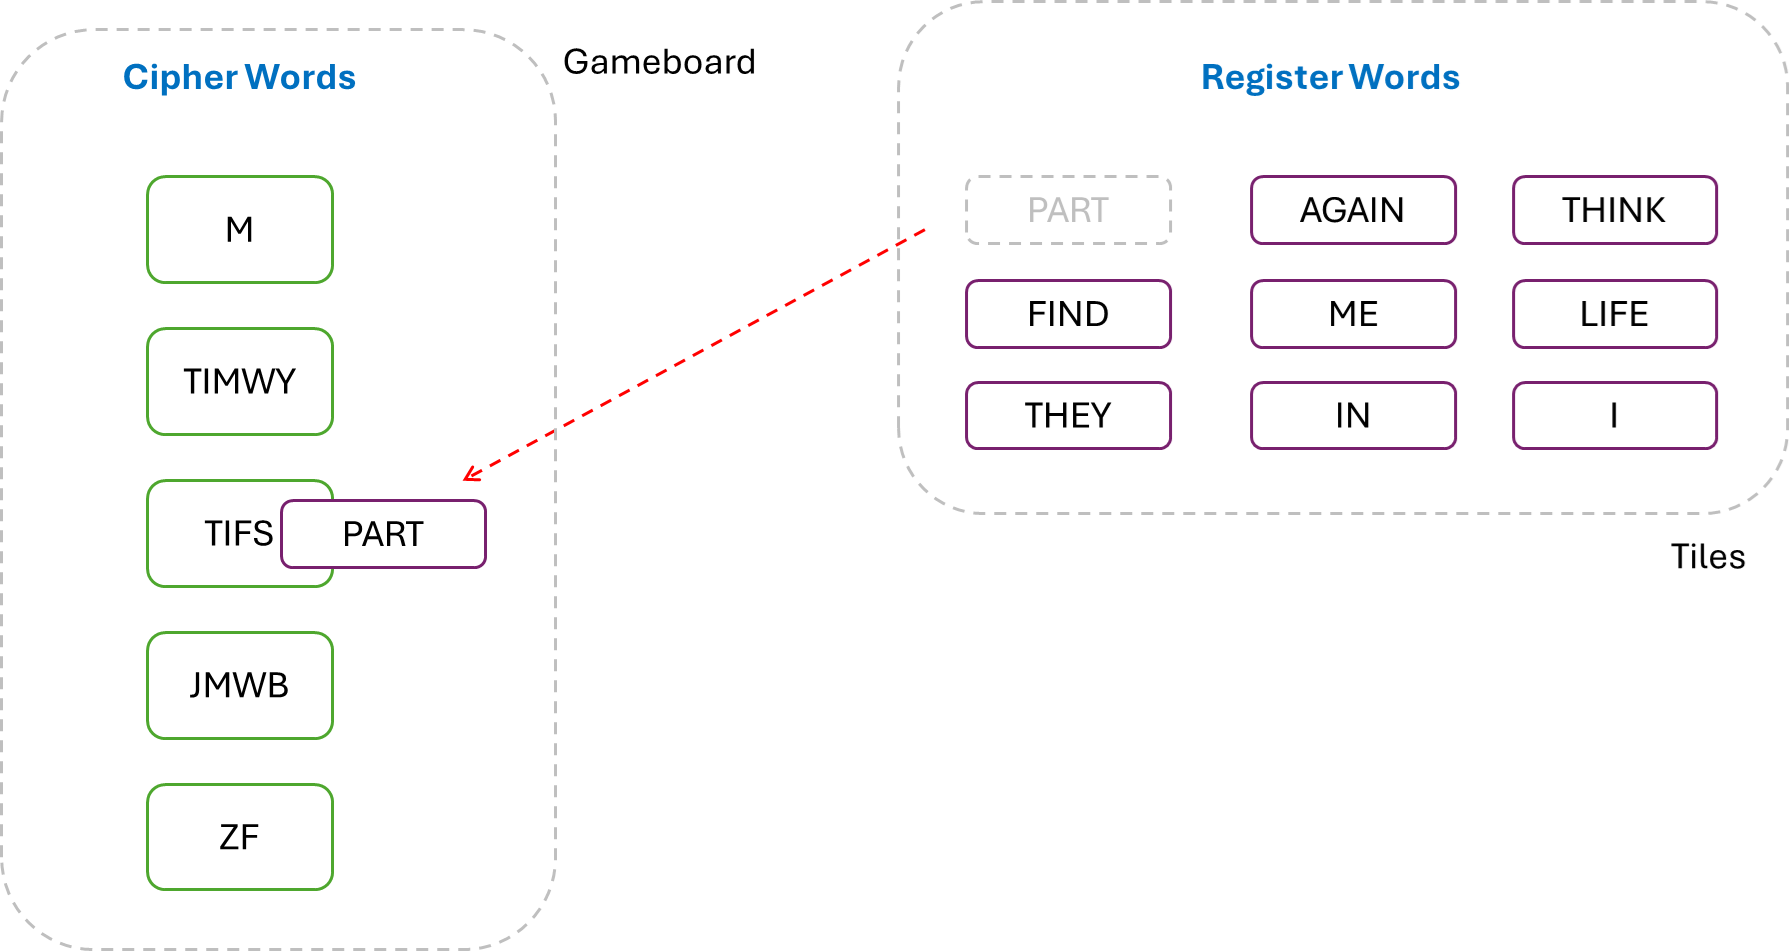 Cipher Words
Gameboard
M
TIMWY
TIFS
PART
JMWB
ZF
Register Words
PART
AGAIN
THINK
FIND
ME
LIFE
THEY
IN
I
Tiles